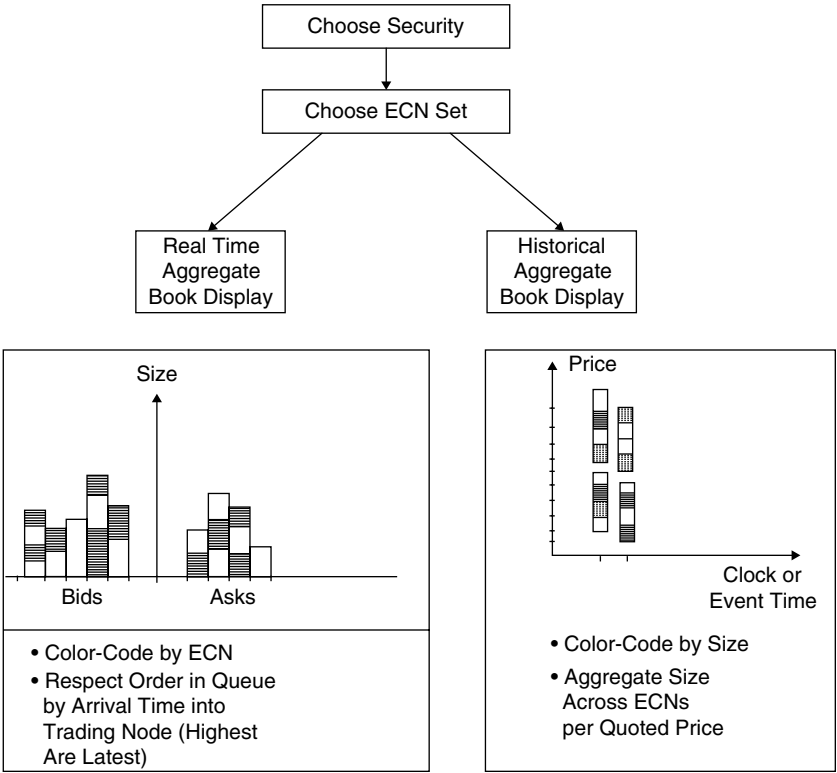 Choose Security
Choose ECN Set
Real Time
Aggregate
Book Display
Historical
Aggregate
Book Display
Size
Bids
Asks
• Color-Code by ECN
• Respect Order in Queue
by Arrival Time into
Trading Node (Highest
Are Latest)
Price
Clock or
Event Time
• Color-Code by Size
• Aggregate Size
Across ECNs
per Quoted Price